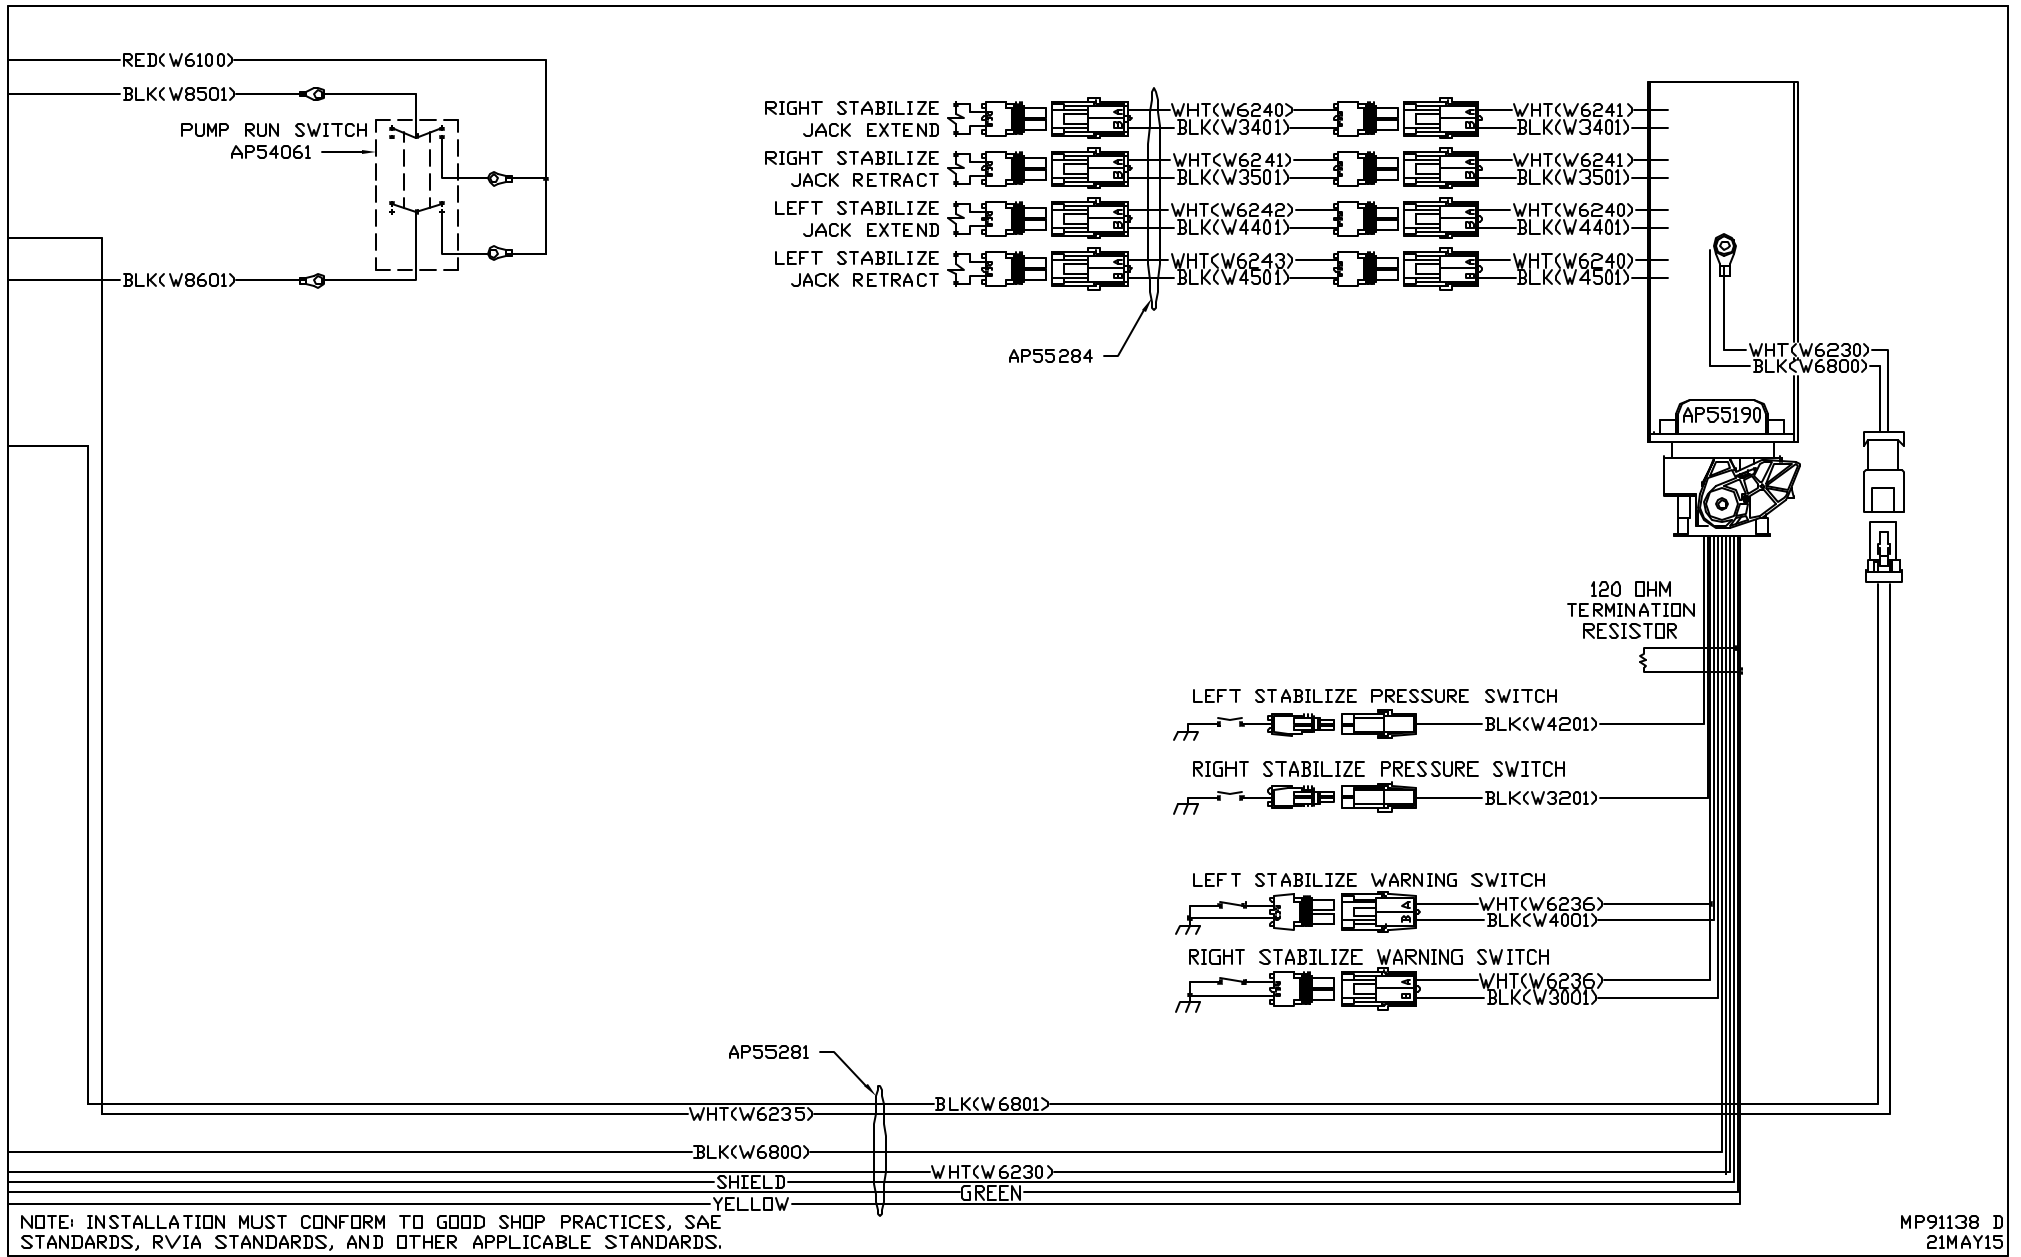 RED(W6100)
BLK(W8501)
PUMP RUN SWITCH
AP54061
BLK(W8601)
RIGHT STABILIZE
JACK EXTEND
A
B
WHT(W6240)
BLK(W3401)
A
B
WHT(W6241)
BLK(W3401)
RIGHT STABILIZE
JACK RETRACT
A
B
WHT(W6241)
BLK(W3501)
A
B
WHT(W6241)
BLK(W3501)
LEFT STABILIZE
JACK EXTEND
A
B
WHT(W6242)
BLK(W4401)
A
B
WHT(W6240)
BLK(W4401)
LEFT STABILIZE
JACK RETRACT
A
B
WHT(W6243)
BLK(W4501)
A
B
WHT(W6240)
BLK(W4501)
AP55284
WHT(W6230)
BLK(W6800)
AP55190
120 OHM
TERMINATION
RESISTOR
LEFT STABILIZE PRESSURE SWITCH
BLK(W4201)
RIGHT STABILIZE PRESSURE SWITCH
BLK(W3201)
LEFT STABILIZE WARNING SWITCH
A
B
WHT(W6236)
BLK(W4001)
RIGHT STABILIZE WARNING SWITCH
A
B
WHT(W6236)
BLK(W3001)
AP55281
BLK(W6801)
WHT(W6235)
BLK(W6800)
WHT(W6230)
SHIELD
GREEN
YELLOW
NOTE: INSTALLATION MUST CONFORM TO GOOD SHOP PRACTICES, SAE
STANDARDS, RVIA STANDARDS, AND OTHER APPLICABLE STANDARDS.
MP91138 D
21MAY15